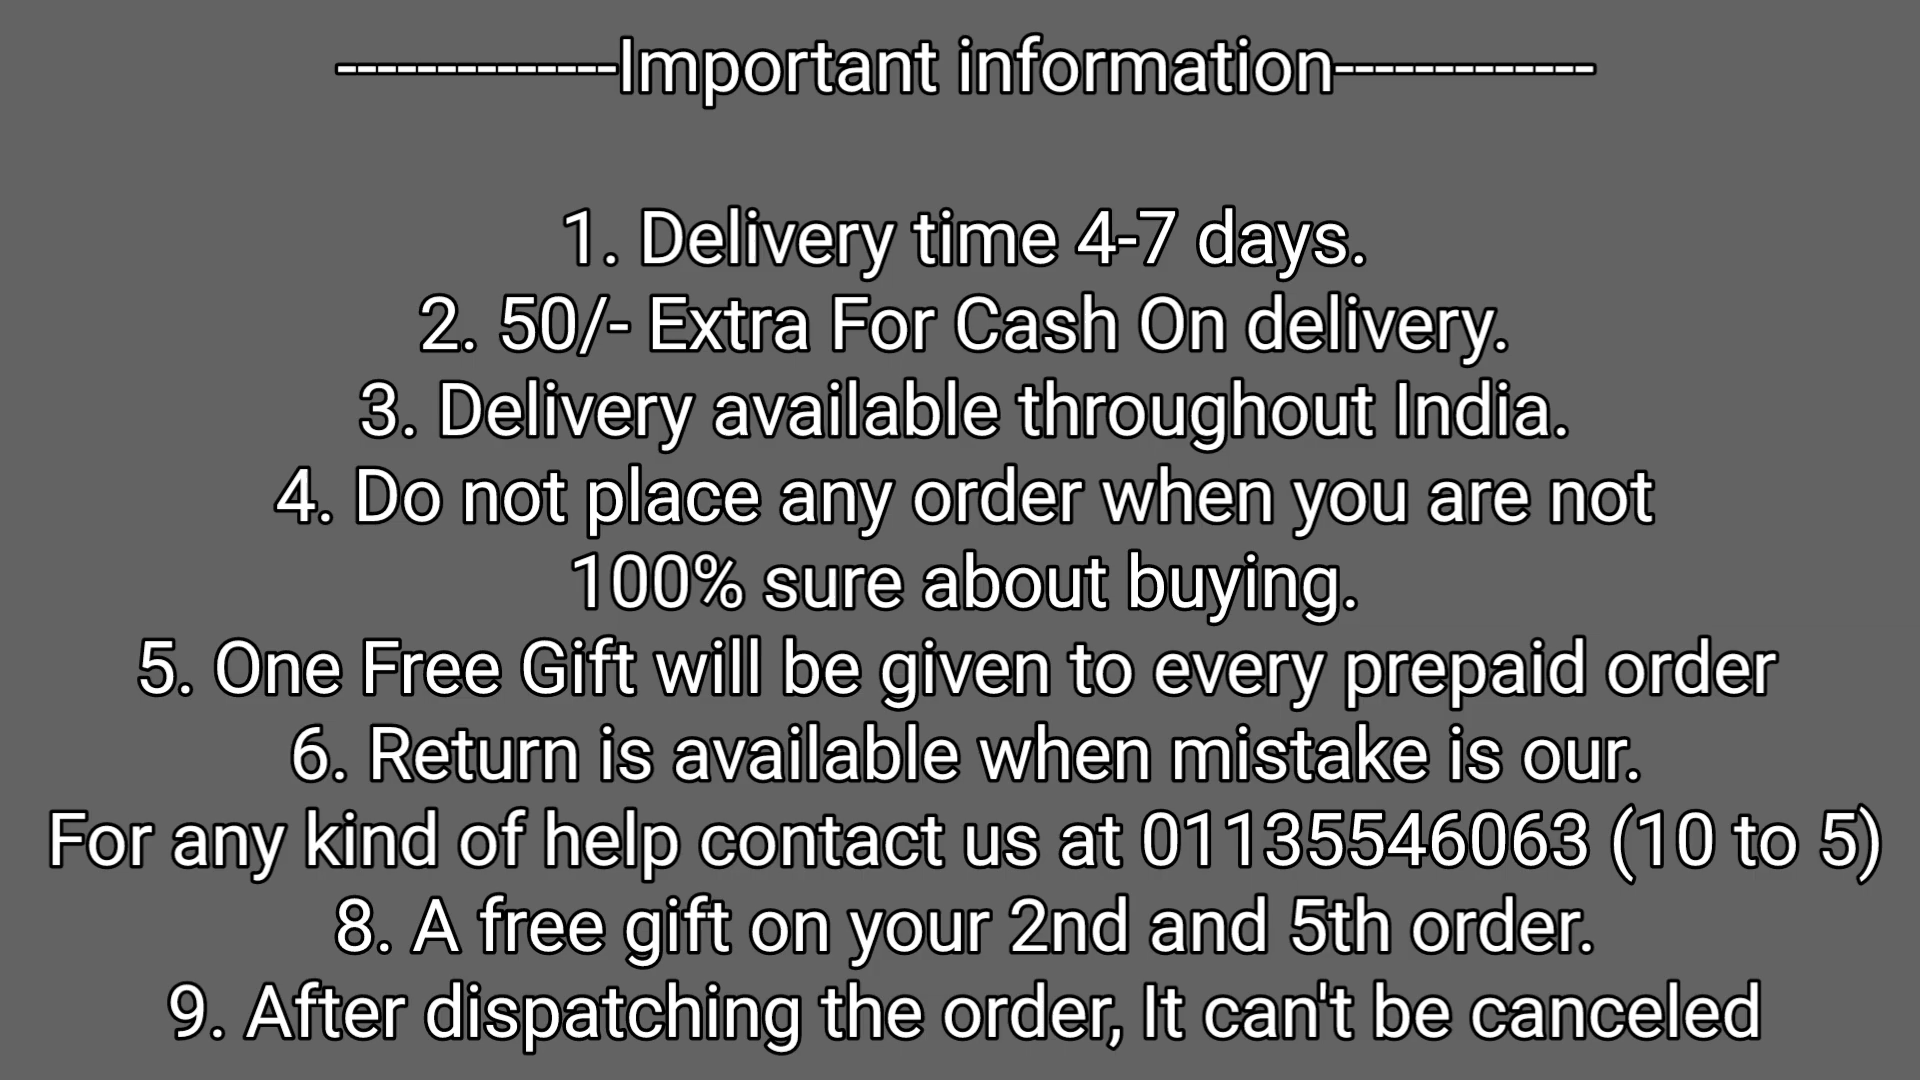 --------------Important information-------------
1. Delivery time 4-7 days.
2. 50/- Extra For Cash On delivery.
3. Delivery available throughout India.
4. Do not place any order when you are not
100% sure about buying.
5. One Free Gift will be given to every prepaid order
6. Return is available when mistake is our.
For any kind of help contact us at 01135546063 (10 to 5)
8. A free gift on your 2nd and 5th order.
9. After dispatching the order, It can't be canceled